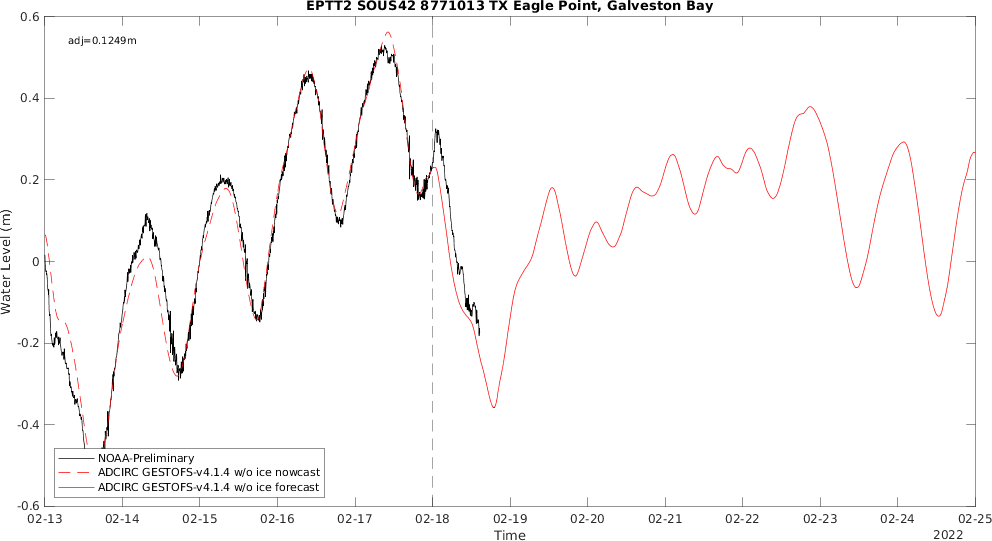 EPTT2 SOUS42 8771013 TX Eagle Point, Galveston Bay
adj=0.1249m
0.6
0.4
0.2
0
-0.2
-0.4
-0.6
Water Level (m)
NOAA-Preliminary
ADCIRC GESTOFS-v4.1.4 w/o ice nowcast
ADCIRC GESTOFS-v4.1.4 w/o ice forecast
02-13 02-14 02-15 02-16 02-17 02-18 02-19 02-20 02-21 02-22 02-23 02-24 02-25
Time
2022